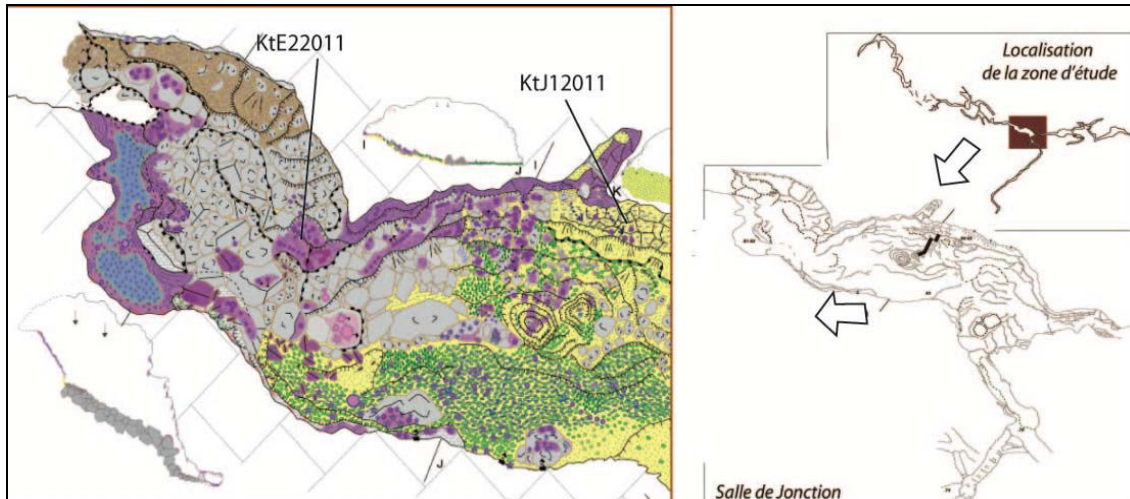 KtE22011
KtJ12011
I
J
I
K
J
Localisation
de la zone d'étude
Salle de Jonction